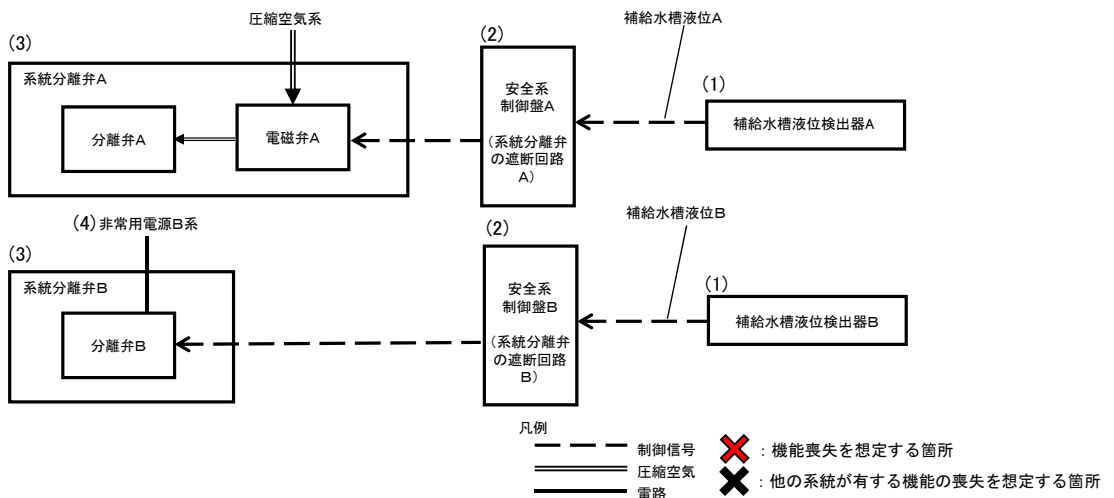 圧縮空気系
補給水槽液位A
(3)
(2)
系統分離弁A
安全系
制御盤A
(系統分離弁
の遮断回路
A)
(1)
分離弁A
電磁弁A
補給水槽液位検出器A
(4)非常用電源B系
補給水槽液位B
(3)
(2)
系統分離弁B
安全系
制御盤B
(系統分離弁
の遮断回路
B)
(1)
分離弁B
補給水槽液位検出器B
凡例
制御信号
:機能喪失を想定する箇所
圧縮空気
:他の系統が有する機能の喪失を想定する箇所
電路